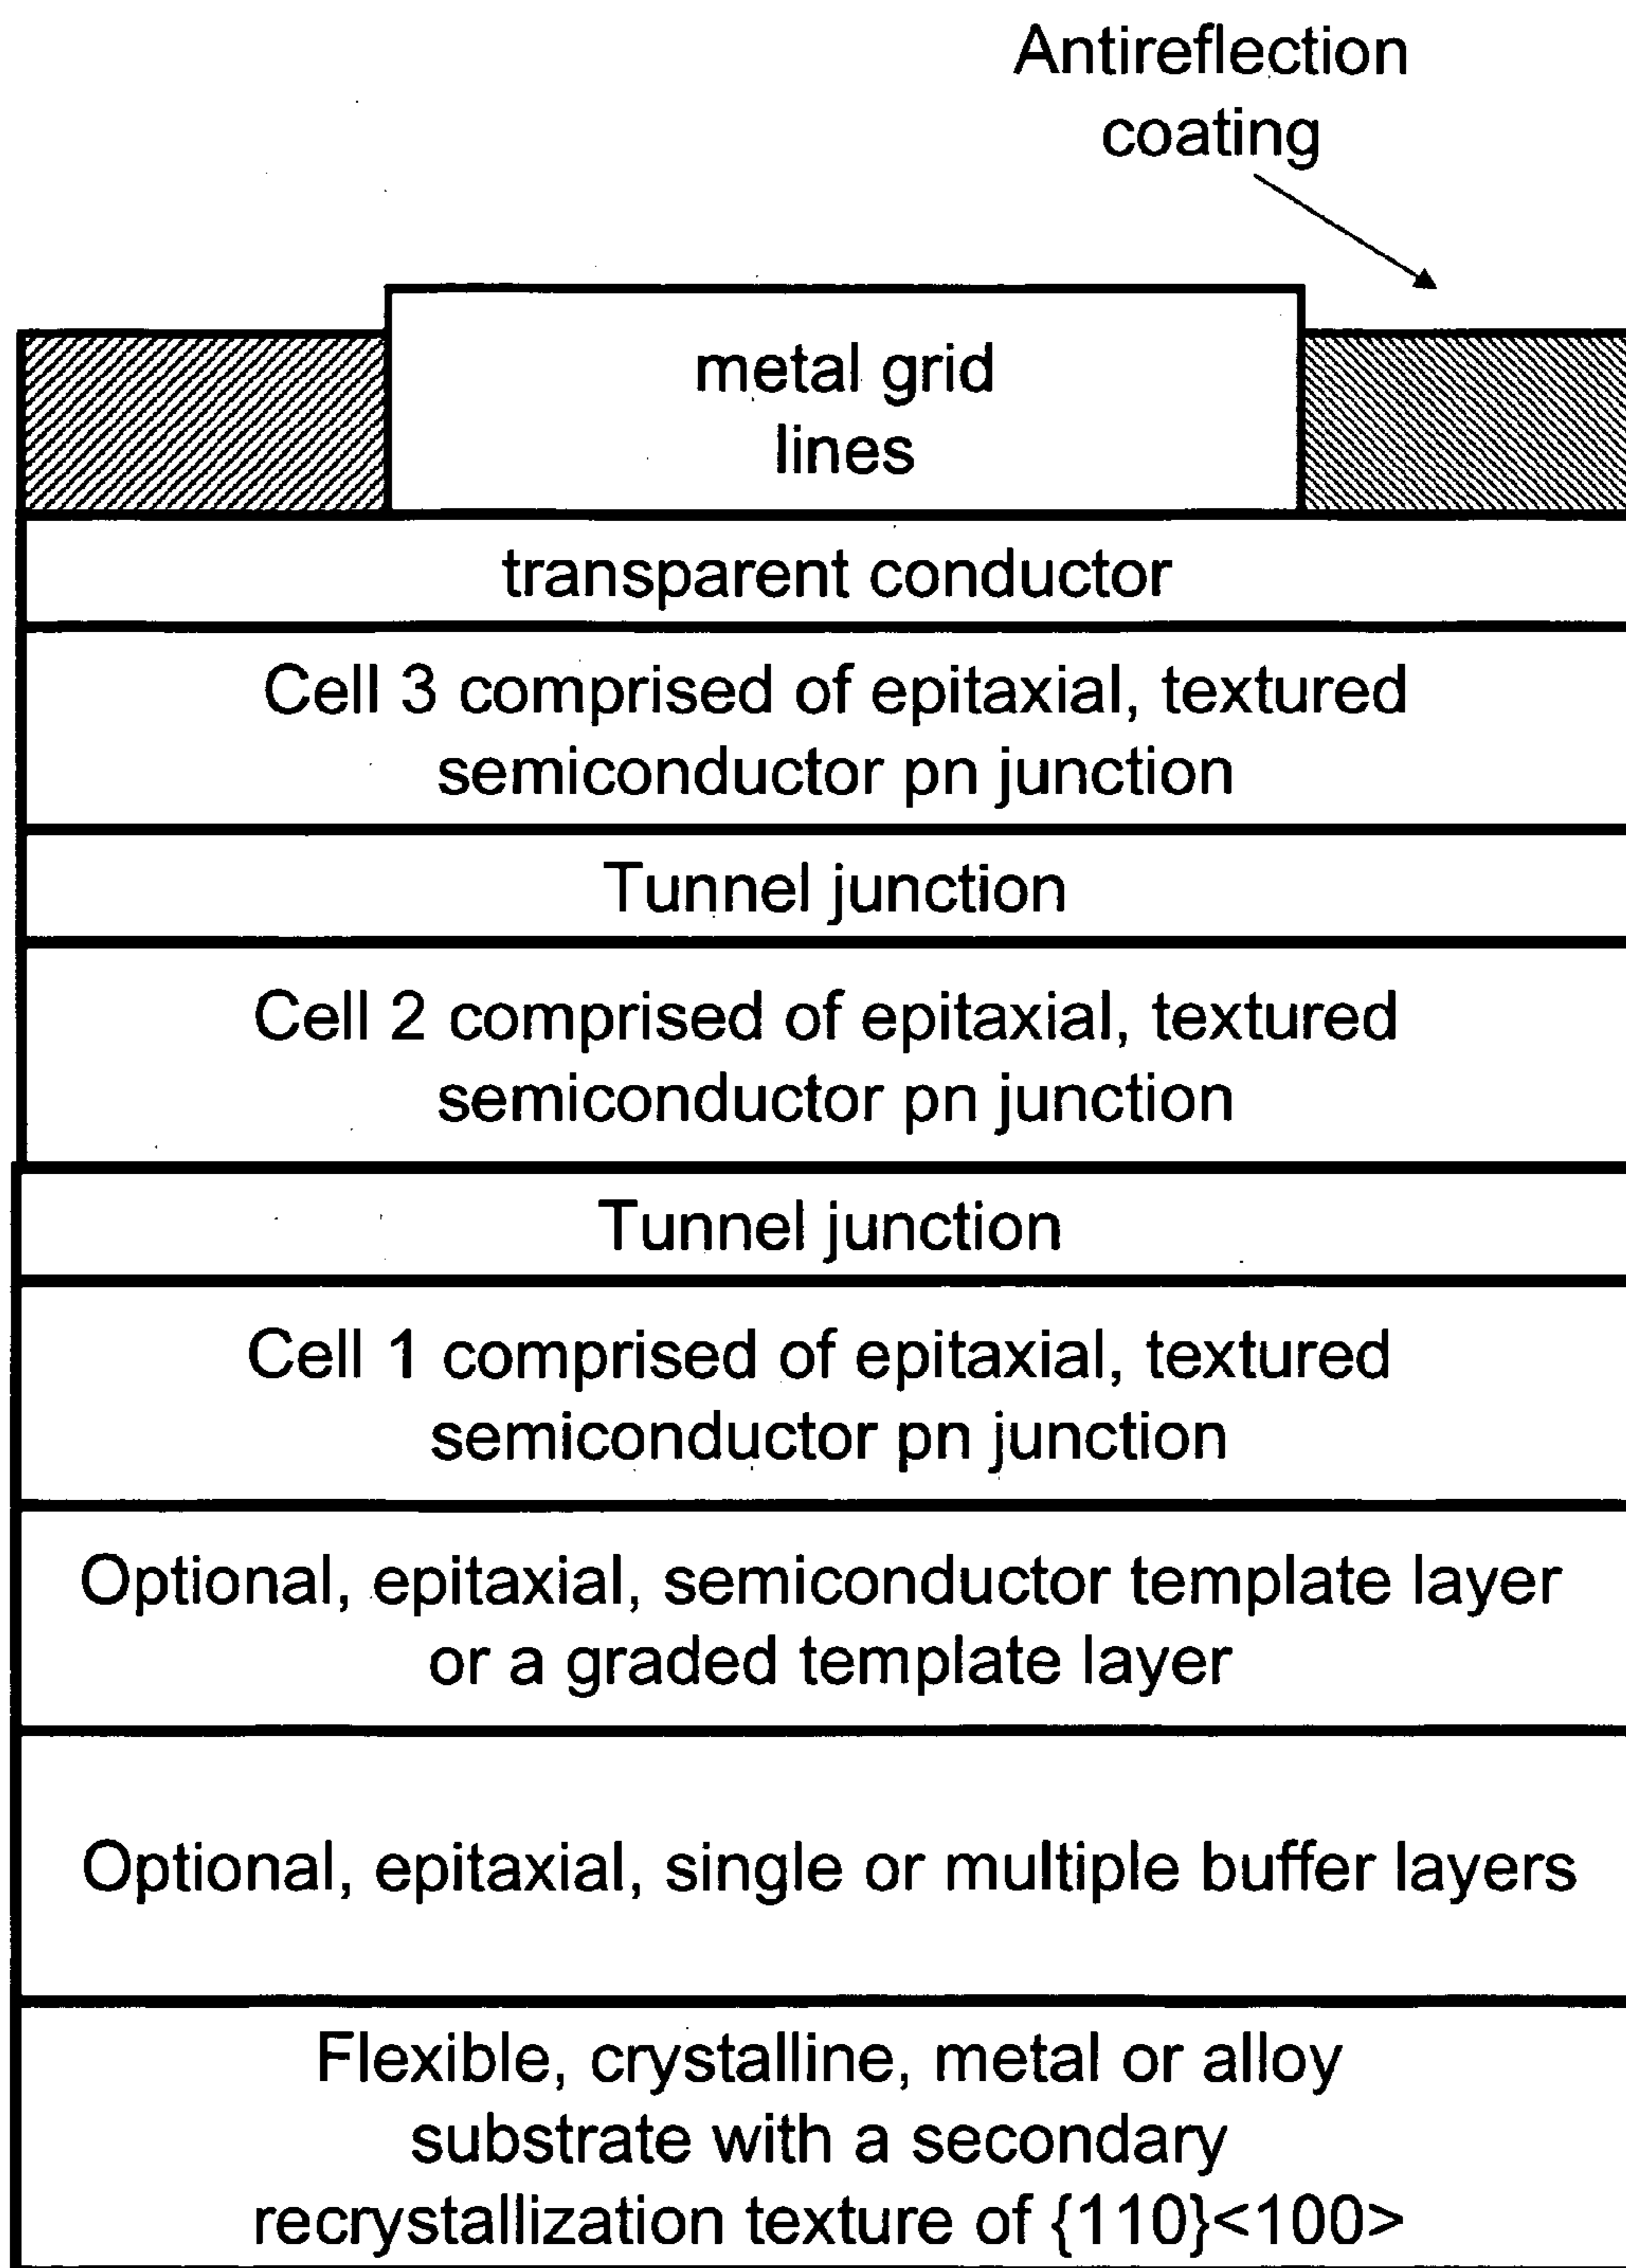 Antireflection
coating
metal grid
lines
transparent conductor
Cell 3 comprised of epitaxial, textured
semiconductor pn junction
Tunnel junction
Cell 2 comprised of epitaxial, textured
semiconductor pn junction
Tunnel junction
Cell 1 comprised of epitaxial, textured
semiconductor pn junction
Optional, epitaxial, semiconductor template layer
or a graded template layer
Optional, epitaxial, single or multiple buffer layers
Flexible, crystalline, metal or alloy
substrate with a secondary
recrystallization texture of {110}<100>